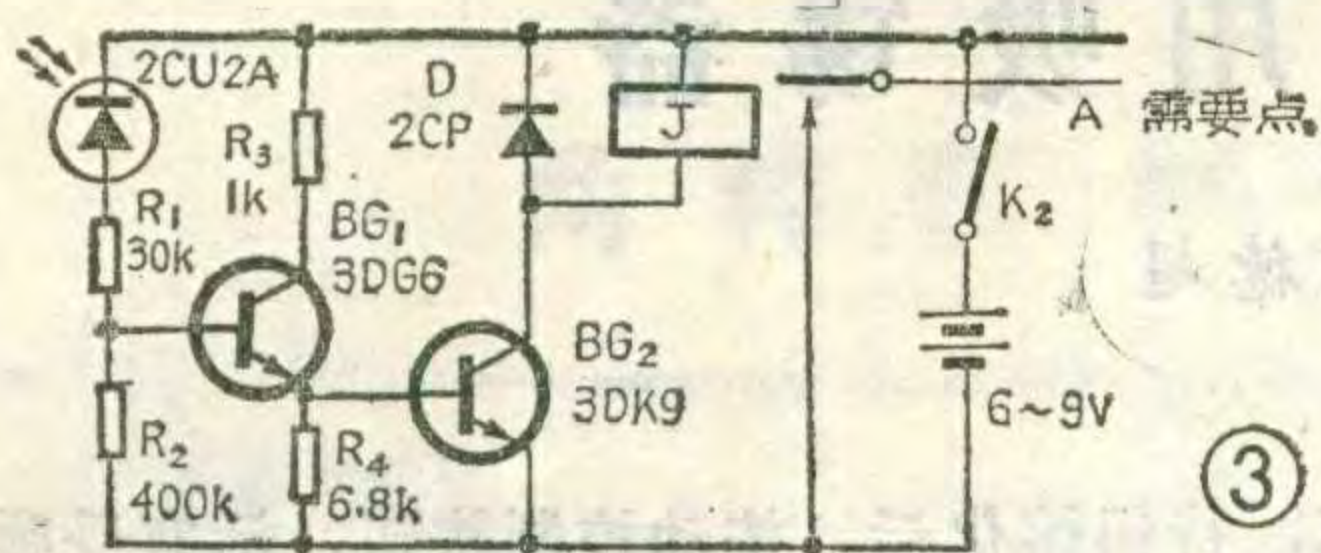 2CU2A
R₁
30k
R₂
400k
R₃
1k
BG₁
3DG6
R₄
6.8k
D
2CP
J
BG₂
3DK9
A 需要点
K₂
6~9V
③